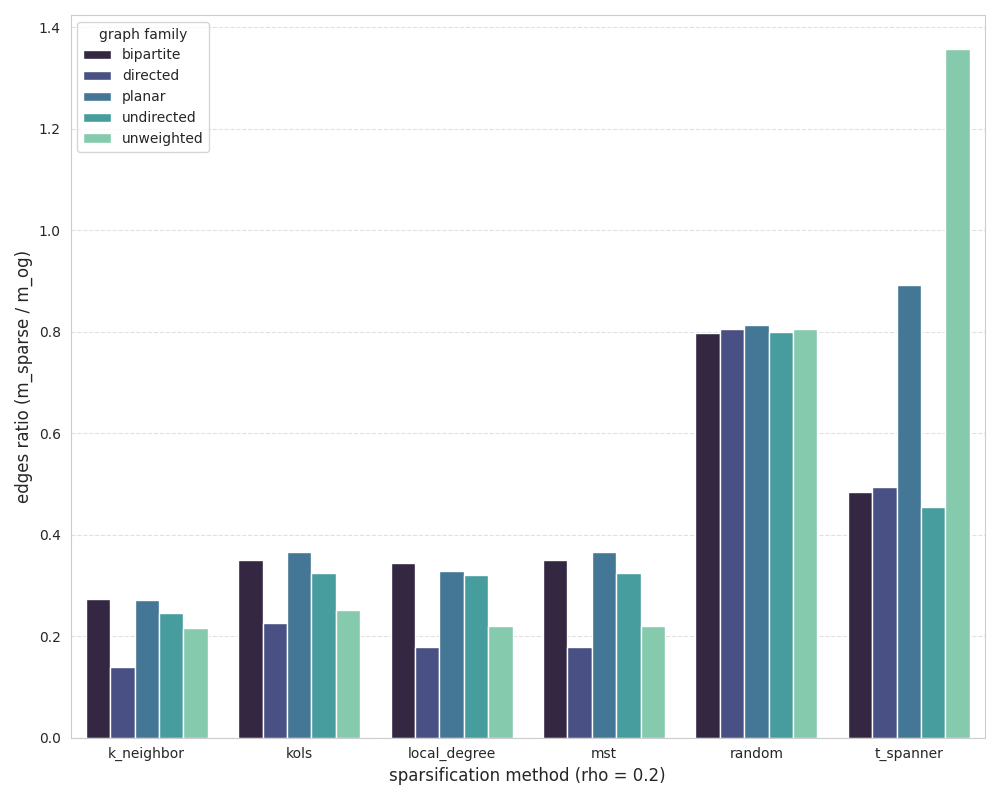 graph family
bipartite
directed
planar
undirected
unweighted
edges ratio (m_sparse / m_og)
1.4
1.2
1.0
0.8
0.6
0.4
0.2
0.0
k_neighbor kols local_degree mst random t_spanner
sparsification method (rho = 0.2)